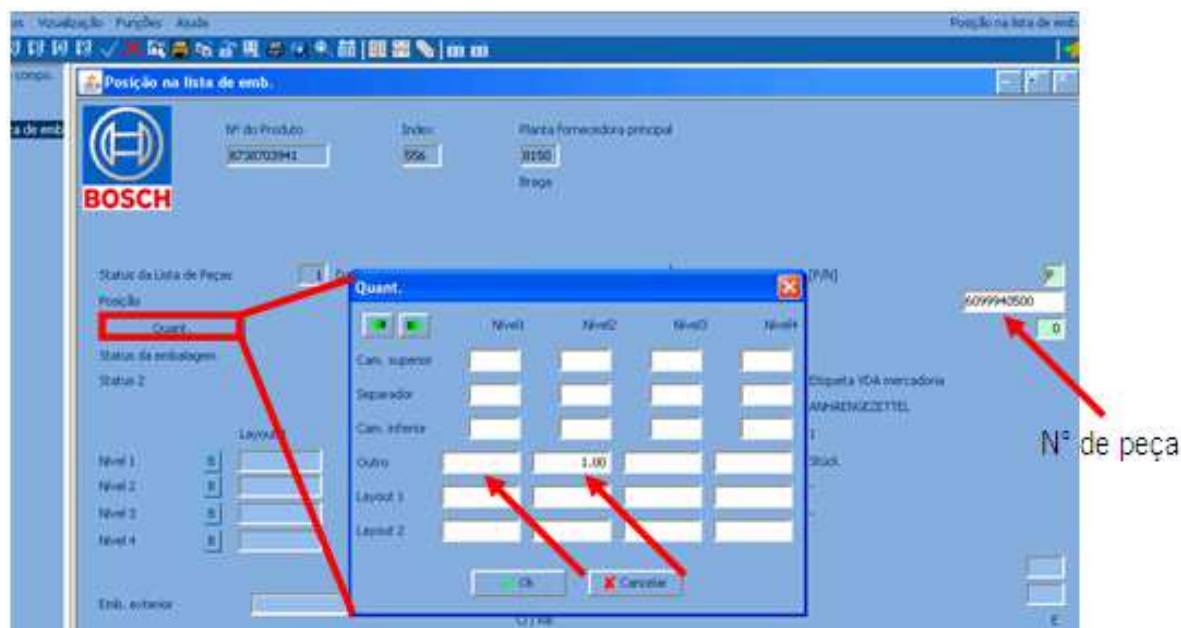 Visualização Funções Ajuda
Posição na lista de emb.
Posição na lista de emb.
Nº do Produto Index Planta fornecedora principal
8738703941 556 8150
Braga
BOSCH
Status da Lista de Peças 1 [P/N] P
Posição 6099940500
Quant. 0
Status da embalagem Etiqueta VDA mercadoria
Status 2 ANHAENGEZETTEL
1
Layout
Nível 1 B Stück
Nível 2 B
Nível 3 B
Nível 4 B
Emb. exterior
E
Quant.
Nível1 Nível2 Nível3 Nível4
Cam. superior
Separador
Cam. inferior
Outro 1.00
Layout 1
Layout 2
Ok Cancelar
N° de peça